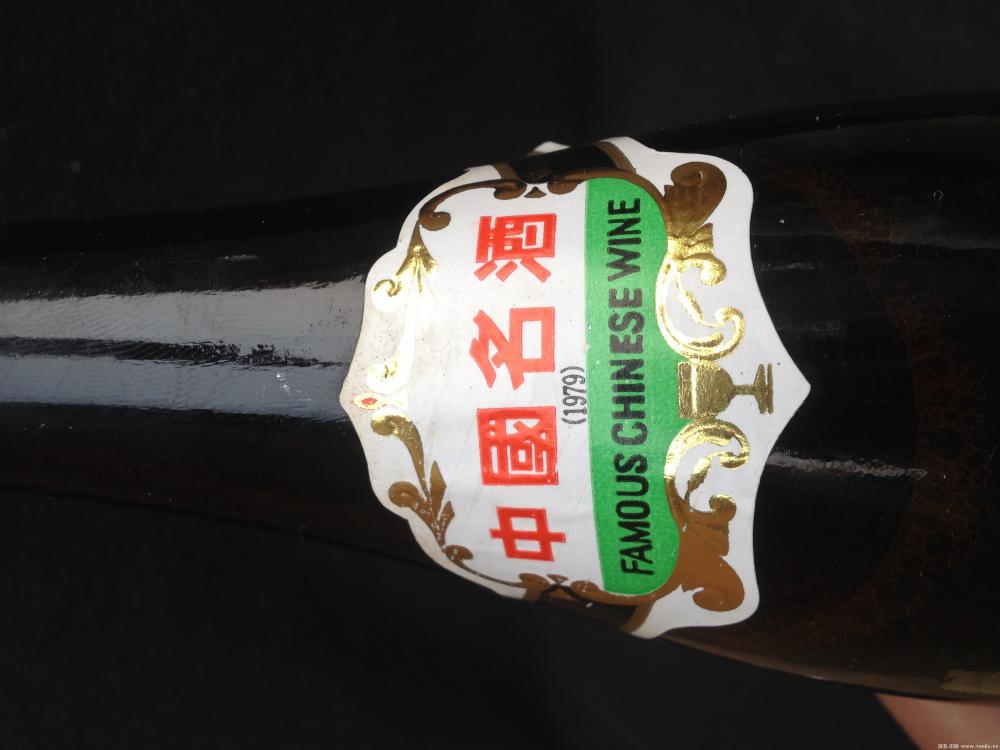 中國名酒
(1979)
FAMOUS CHINESE WINE